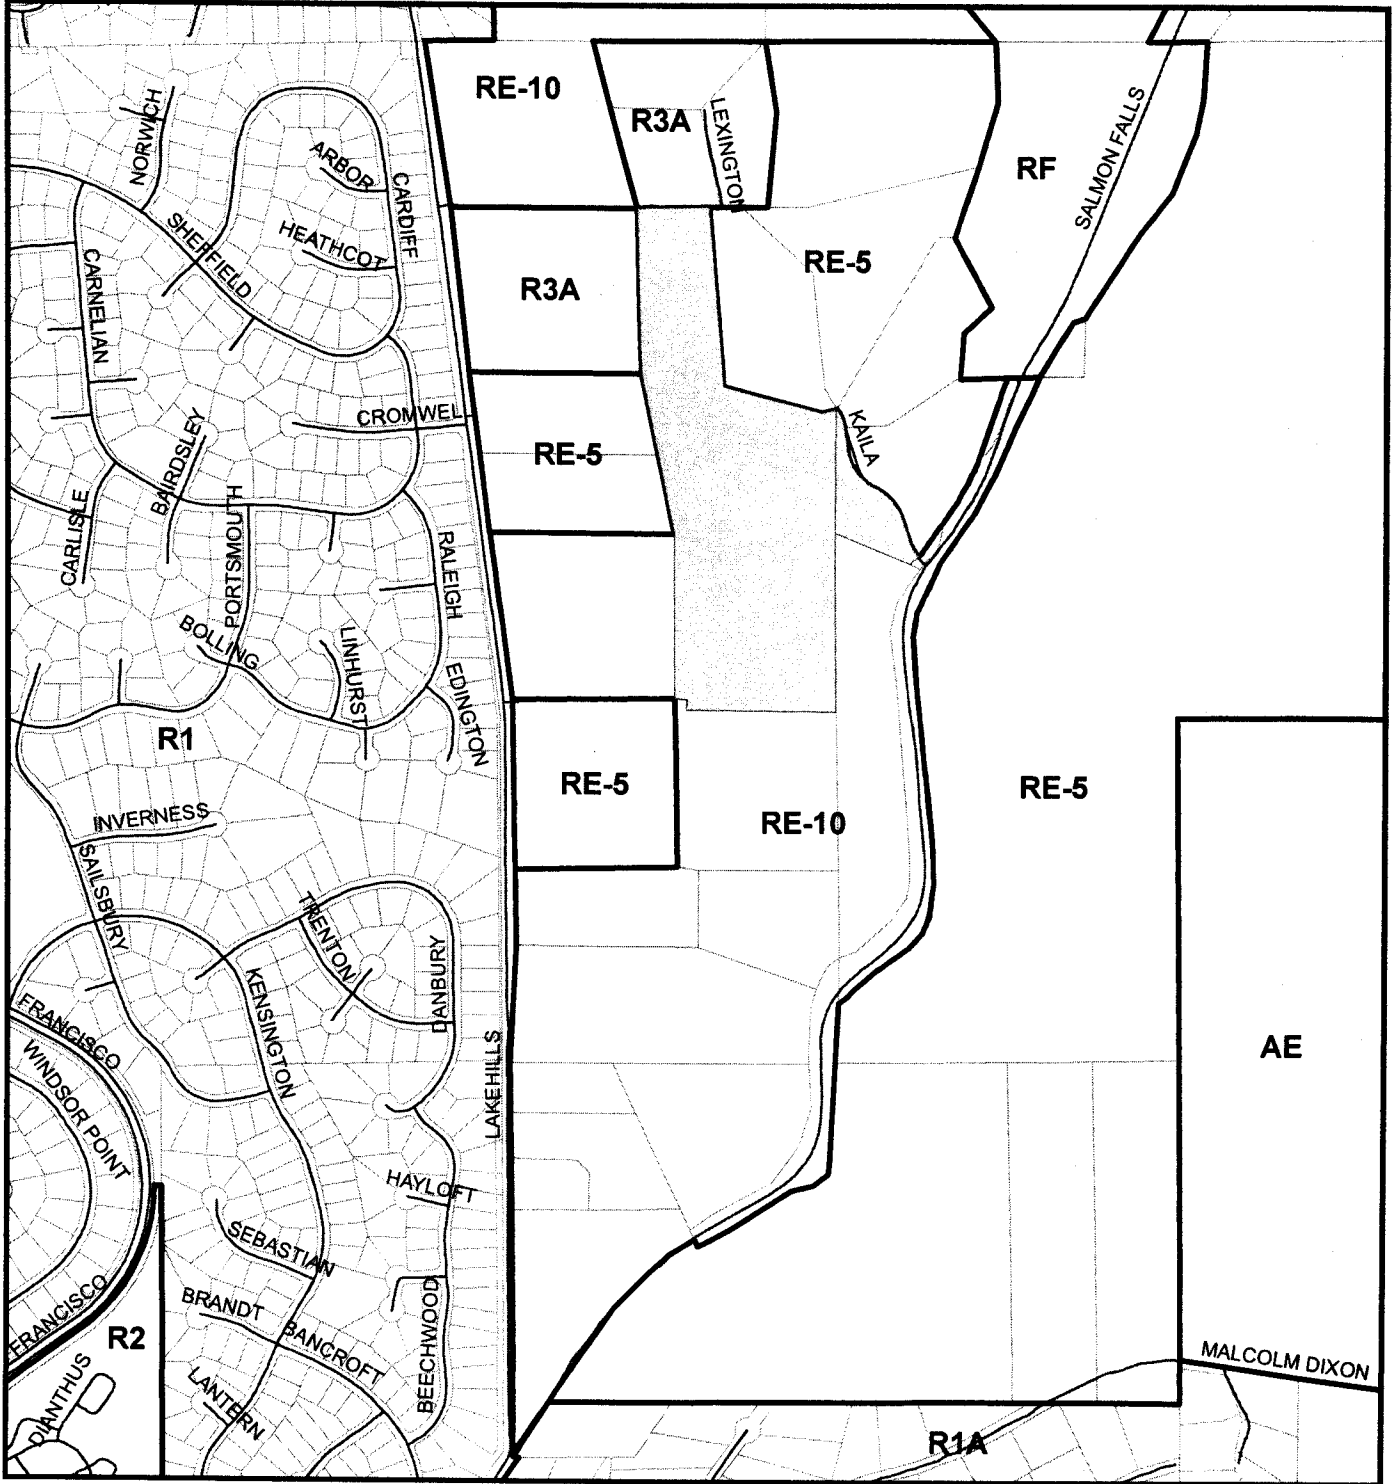 RE-10
R3A
LEXINGTON
RF
SALMON FALLS
NORWICH
ARBOR
CARDIFF
SHEFFIELD
HEATHCOT
RE-5
R3A
CARNELIAN
CROMWEL
KAILA
BAIRDSLEY
RE-5
CARLISLE
PORTSMOUTH
RALEIGH
BOLLING
LINHURST
EDINGTON
R1
RE-5
RE-10
RE-5
INVERNESS
SAILSBURY
TRENTON
DANBURY
KENSINGTON
FRANCISCO
WINDSOR POINT
LAKEHILLS
AE
HAYLOFT
SEBASTIAN
BRANDT
BANCROFT
BEECHWOOD
FRANCISCO
R2
DIANTHUS
LANTERN
MALCOLM DIXON
R1A